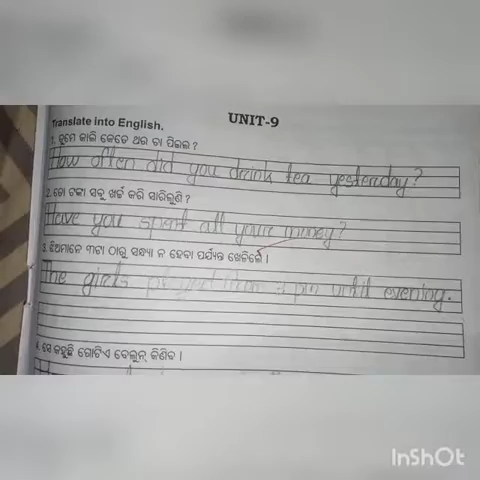 UNIT-9
Translate into English.
1. ତୁମେ କାଲି କେତେ ଥର ଚା ପିଇଲ ?
How often did you drink tea yesterday?
2. ତୋ ଟଙ୍କା ସବୁ ଖର୍ଚ୍ଚ କରି ସାରିଲୁଣି ?
Have you spent all your money?
3. ଝିଅମାନେ ୩ଟା ଠାରୁ ସନ୍ଧ୍ୟା ନ ହେବା ପର୍ଯ୍ୟନ୍ତ ଖେଳିଲେ ।
The girls played from 3 pm until evening.
4. ସେ କହୁଛି ଗୋଟିଏ ବେଲୁନ୍ କିଣିବ ।
InShOt